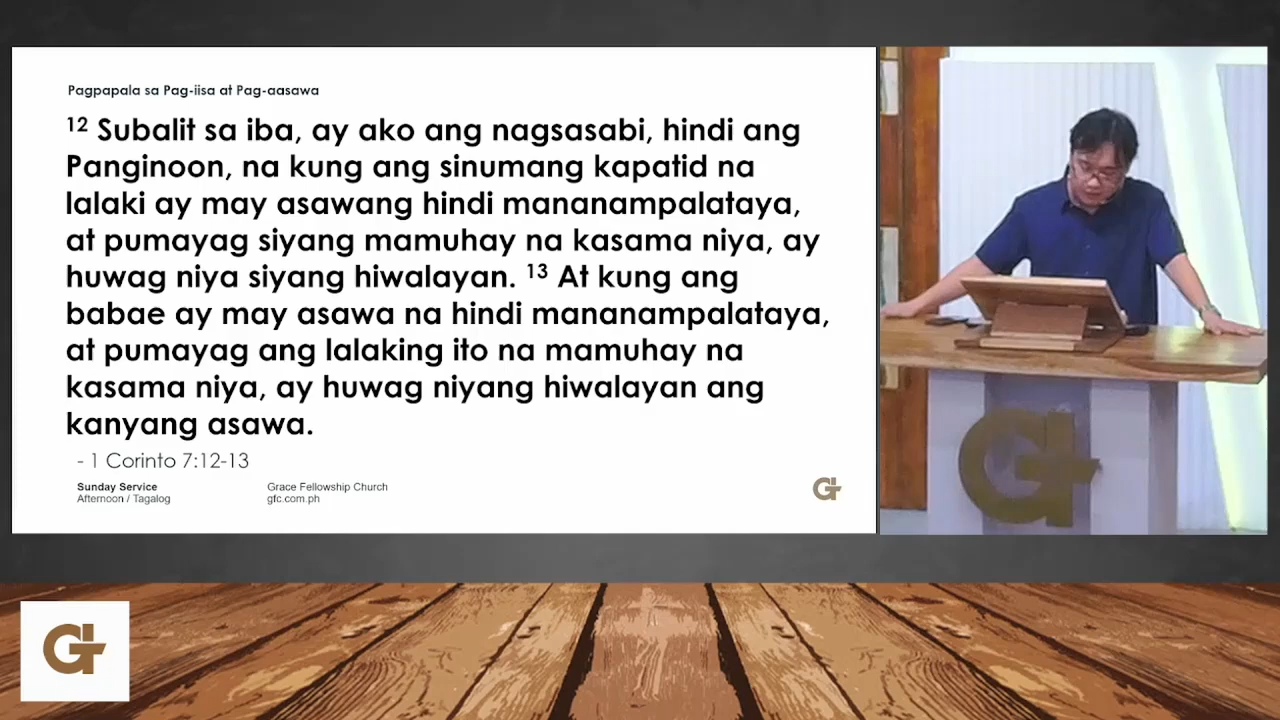 Pagpapala sa Pag-iisa at Pag-aasawa
12 Subalit sa iba, ay ako ang nagsasabi, hindi ang
Panginoon, na kung ang sinumang kapatid na
lalaki ay may asawang hindi mananampalataya,
at pumayag siyang mamuhay na kasama niya, ay
huwag niya siyang hiwalayan. 13 At kung ang
babae ay may asawa na hindi mananampalataya,
at pumayag ang lalaking ito na mamuhay na
kasama niya, ay huwag niyang hiwalayan ang
kanyang asawa.
- 1 Corinto 7:12-13
Sunday Service
Afternoon / Tagalog
Grace Fellowship Church
gfc.com.ph